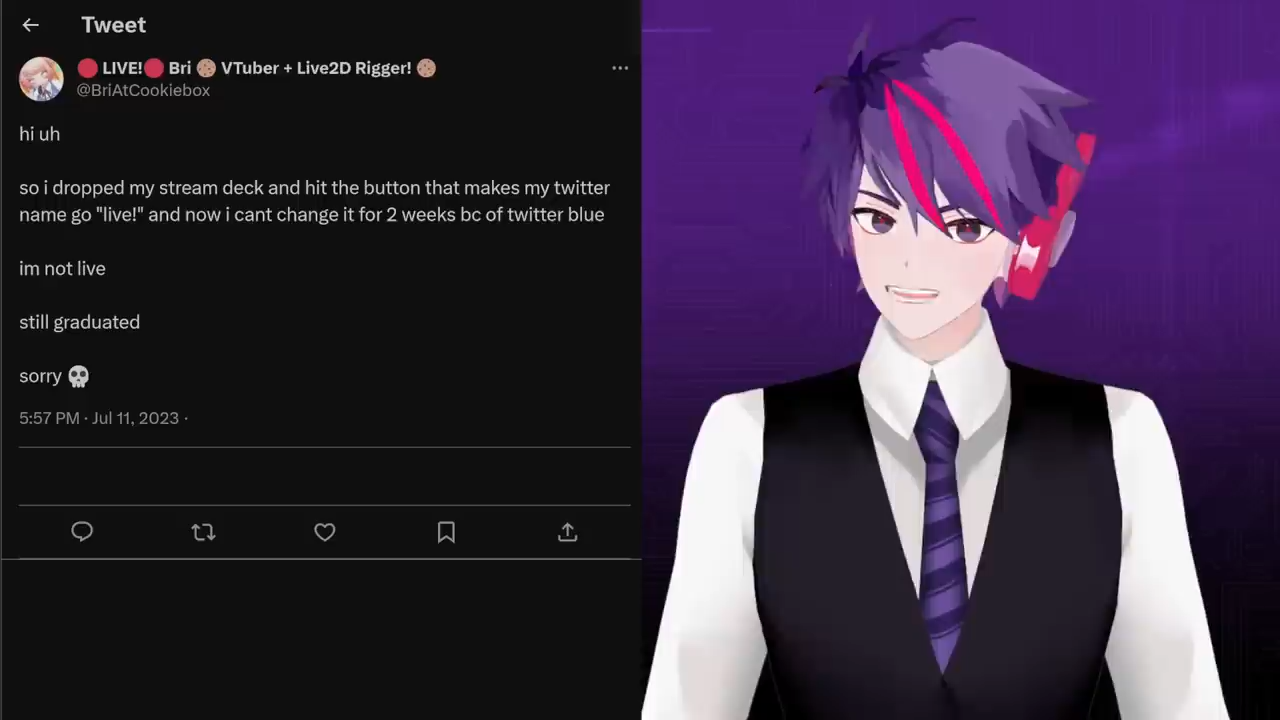 Tweet
🔴 LIVE!🔴 Bri 🍪 VTuber + Live2D Rigger! 🍪
@BriAtCookiebox
hi uh
so i dropped my stream deck and hit the button that makes my twitter
name go "live!" and now i cant change it for 2 weeks bc of twitter blue
im not live
still graduated
sorry 💀
5:57 PM · Jul 11, 2023 ·